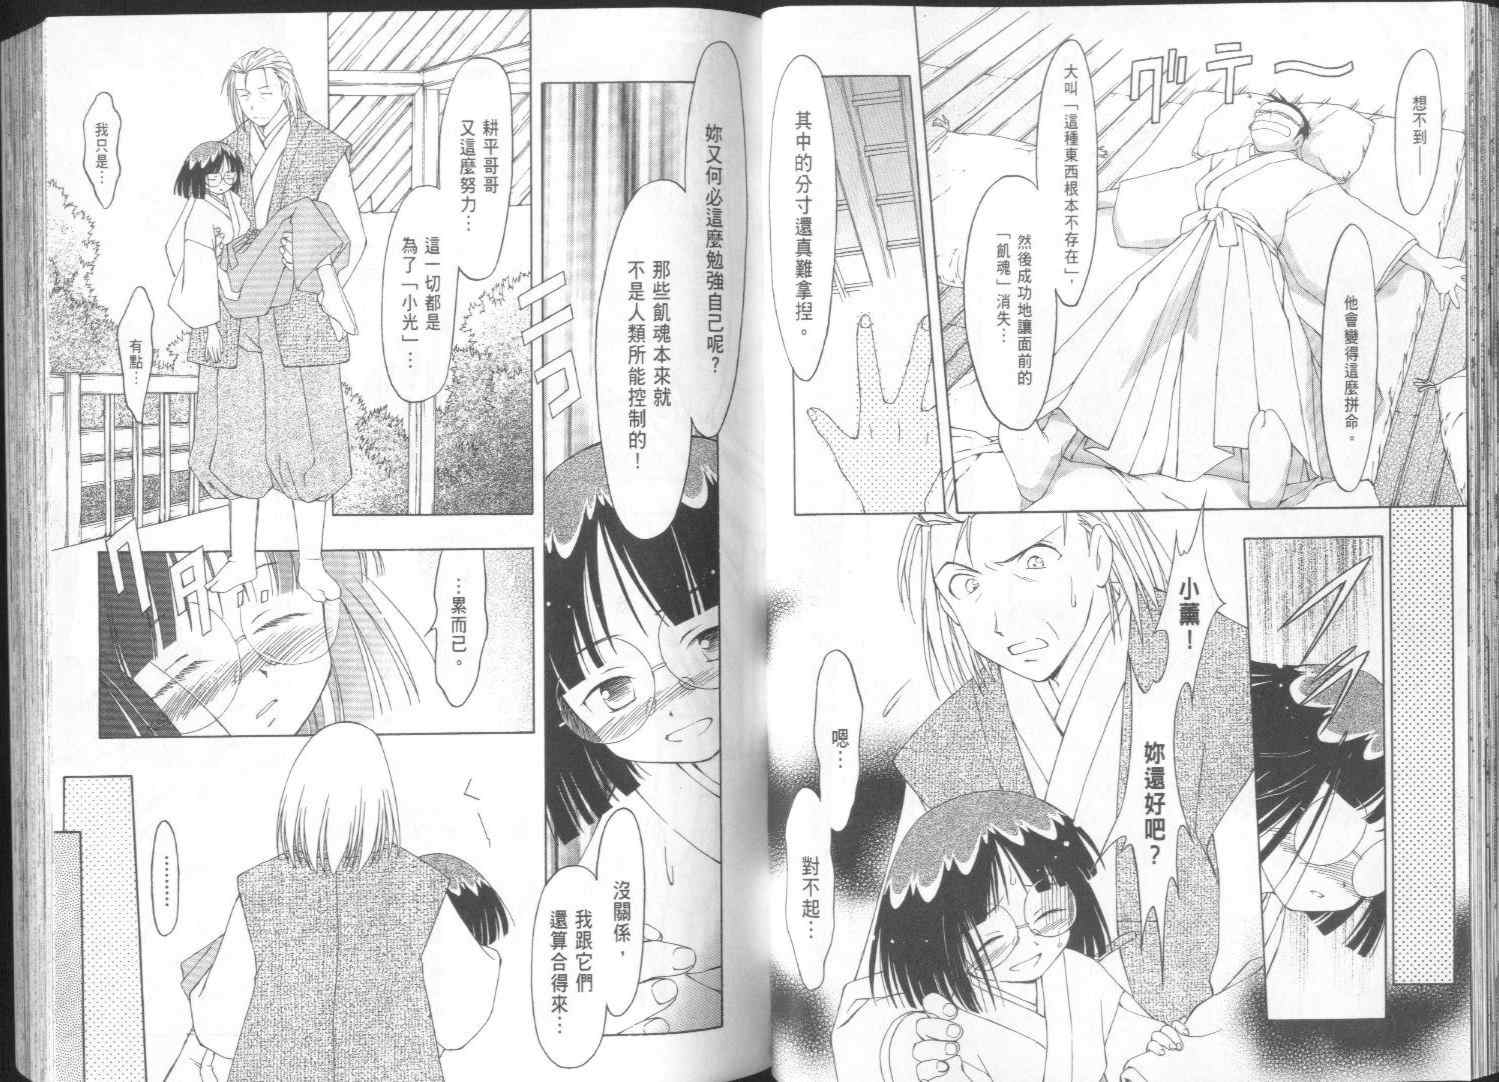 想不到——
他會變得這麼拼命。
グテ～
大叫「這種東西根本不存在」，
然後成功地讓面前的
「飢魂」消失…
其中的分寸還真難拿捏。
小薰！
妳還好吧？
嗯…
對不起…
妳又何必這麼勉強自己呢？
那些飢魂本來就
不是人類所能控制的！
沒關係，
我跟它們
還算合得來…
耕平哥哥
又這麼努力…
這一切都是
為了「小光」…
我只是…
有點…
…累而已。
………